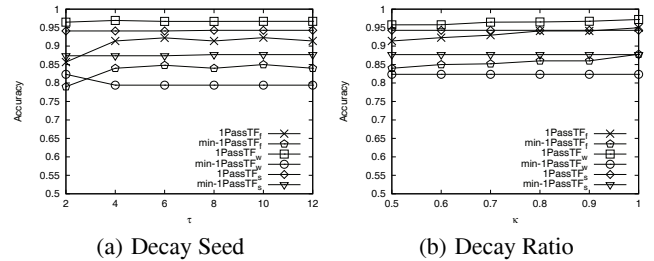 1
0.95
0.9
0.85
0.8
0.75
0.7
0.65
0.6
0.55
0.5
Accuracy
1PassTF_f
min-1PassTF_f
1PassTF_w
min-1PassTF_w
1PassTF_s
min-1PassTF_s
2 4 6 8 10 12
τ
(a) Decay Seed
1
0.95
0.9
0.85
0.8
0.75
0.7
0.65
0.6
0.55
0.5
Accuracy
1PassTF_f
min-1PassTF_f
1PassTF_w
min-1PassTF_w
1PassTF_s
min-1PassTF_s
0.5 0.6 0.7 0.8 0.9 1
κ
(b) Decay Ratio